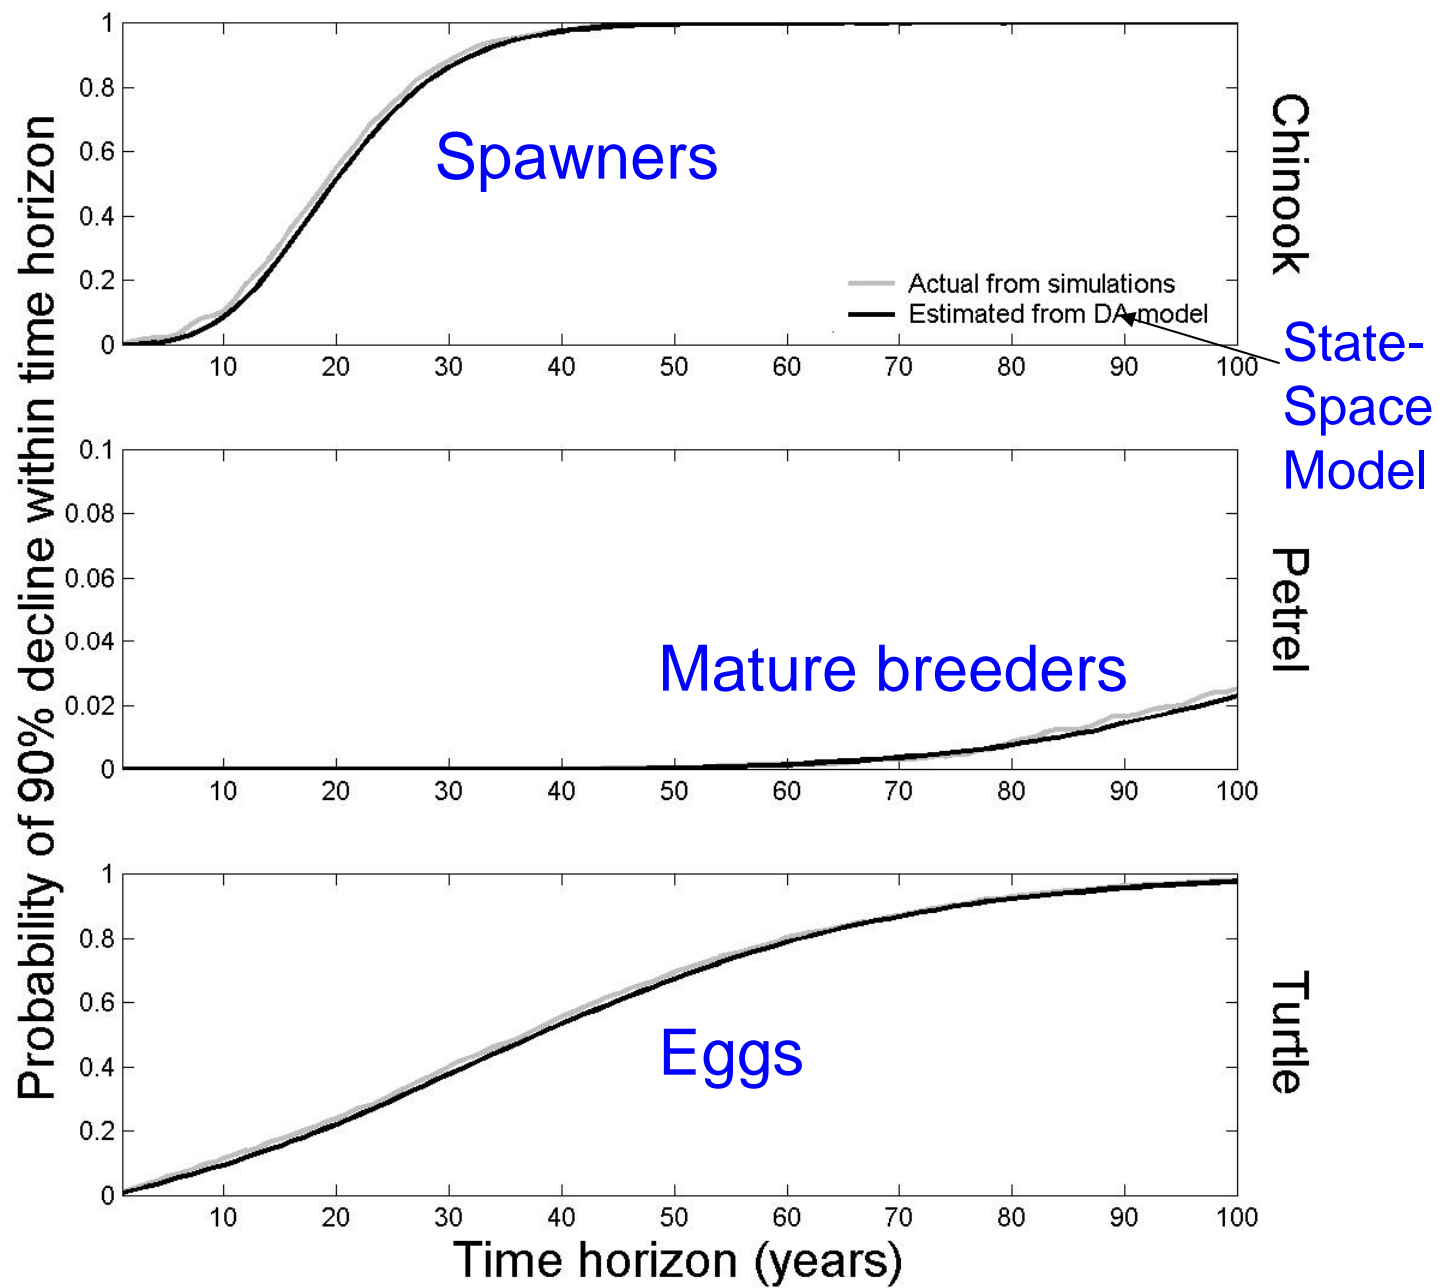 Probability of 90% decline within time horizon
1
0.8
0.6
0.4
0.2
0
Spawners
Actual from simulations
Estimated from DA model
10 20 30 40 50 60 70 80 90 100
Chinook
State-
Space
Model
0.1
0.08
0.06
0.04
0.02
0
Mature breeders
10 20 30 40 50 60 70 80 90 100
Petrel
1
0.8
0.6
0.4
0.2
0
Eggs
10 20 30 40 50 60 70 80 90 100
Turtle
Time horizon (years)